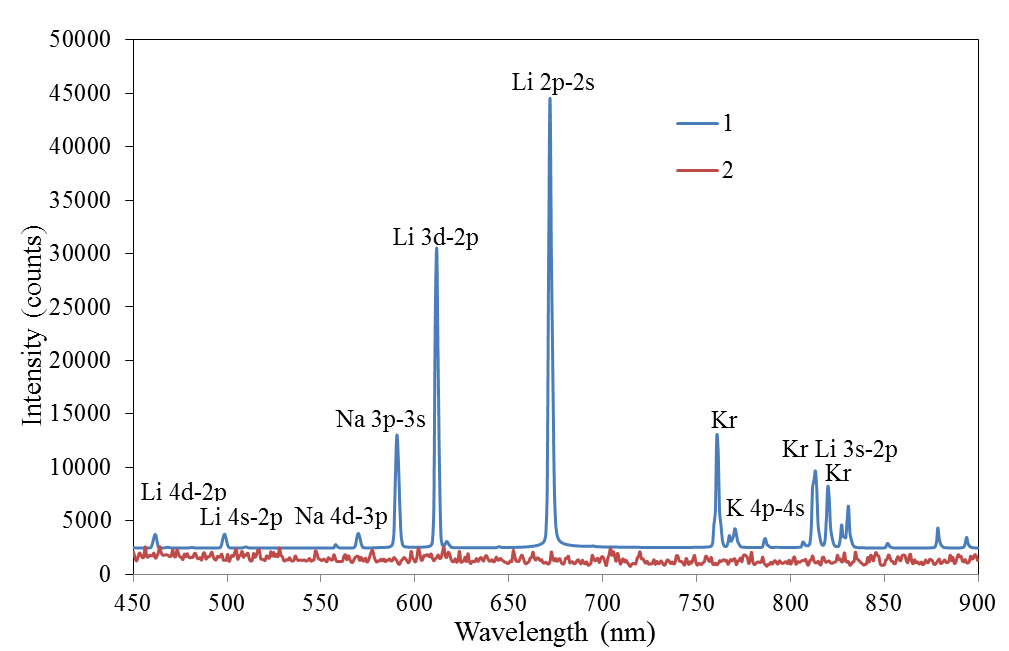 50000
45000
40000
35000
30000
25000
20000
15000
10000
5000
0
Intensity (counts)
Li 2p-2s
1
2
Li 3d-2p
Na 3p-3s
Kr
Kr Li 3s-2p
Kr
Li 4d-2p
K 4p-4s
Li 4s-2p
Na 4d-3p
450 500 550 600 650 700 750 800 850 900
Wavelength (nm)